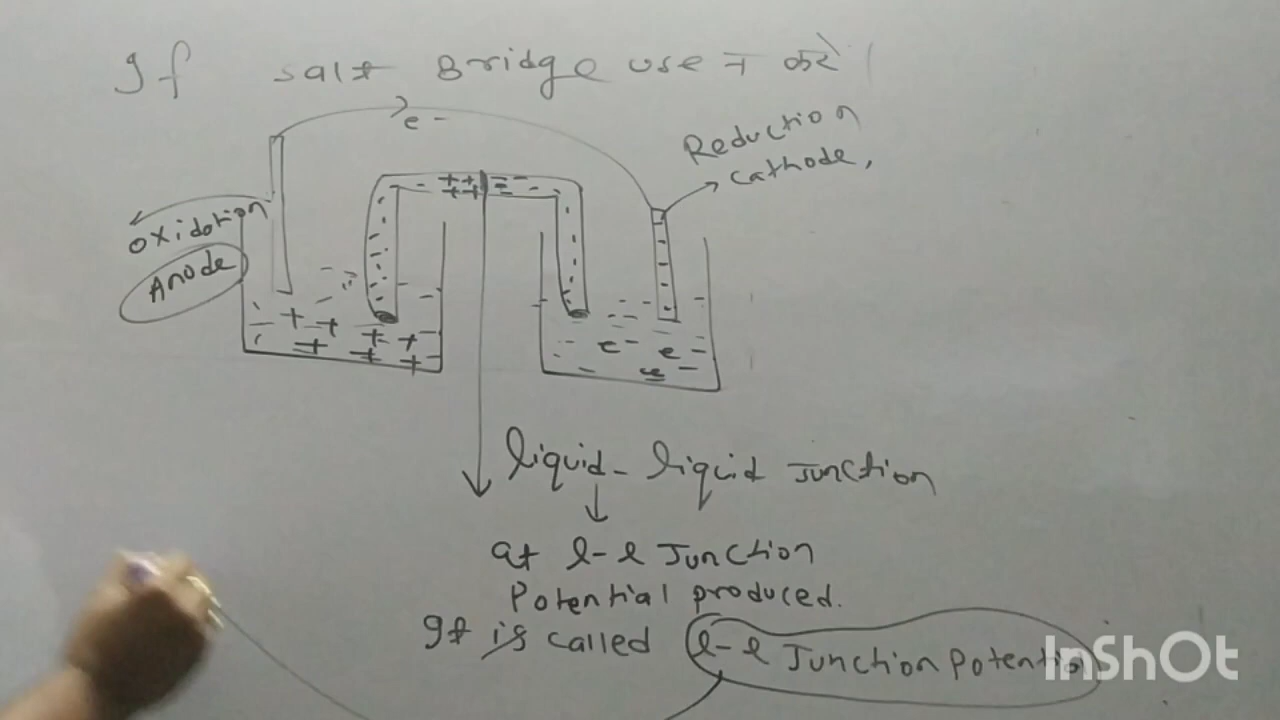 If salt Bridge use न करे।
e-
Reduction
cathode,
oxidation
Anode
liquid-liquid Junction
at l-l Junction
Potential produced.
It is called l-l Junction Potential
InShOt